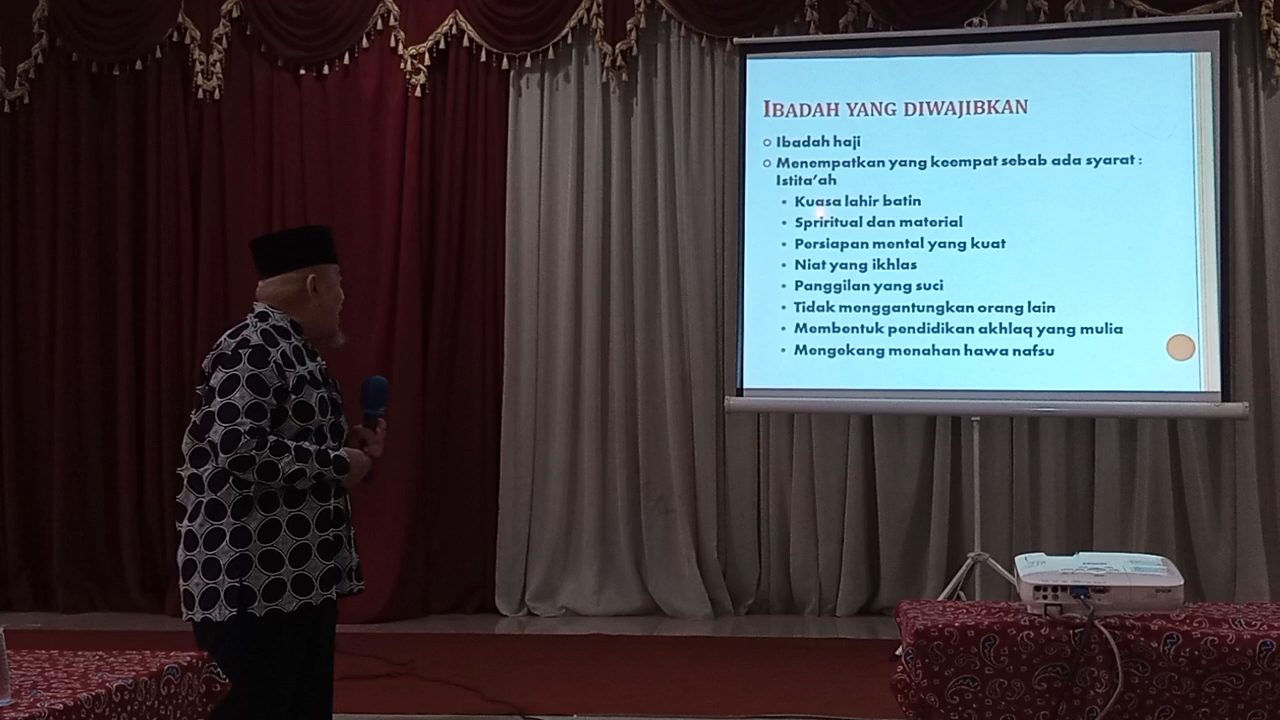 IBADAH YANG DIWAJIBKAN
Ibadah haji
Menempatkan yang keempat sebab ada syarat :
Istita'ah
Kuasa lahir batin
Spriritual dan material
Persiapan mental yang kuat
Niat yang ikhlas
Panggilan yang suci
Tidak menggantungkan orang lain
Membentuk pendidikan akhlaq yang mulia
Mengekang menahan hawa nafsu